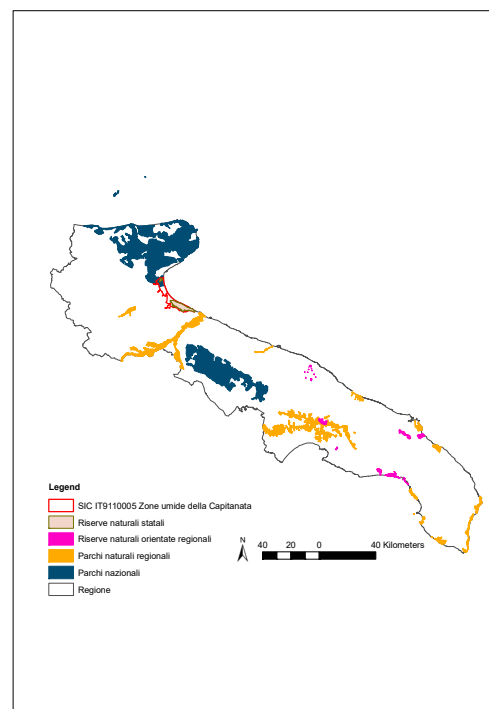 Legend
SIC IT9110005 Zone umide della Capitanata
Riserve naturali statali
Riserve naturali orientate regionali
Parchi naturali regionali
Parchi nazionali
Regione
N
40 20 0 40 Kilometers